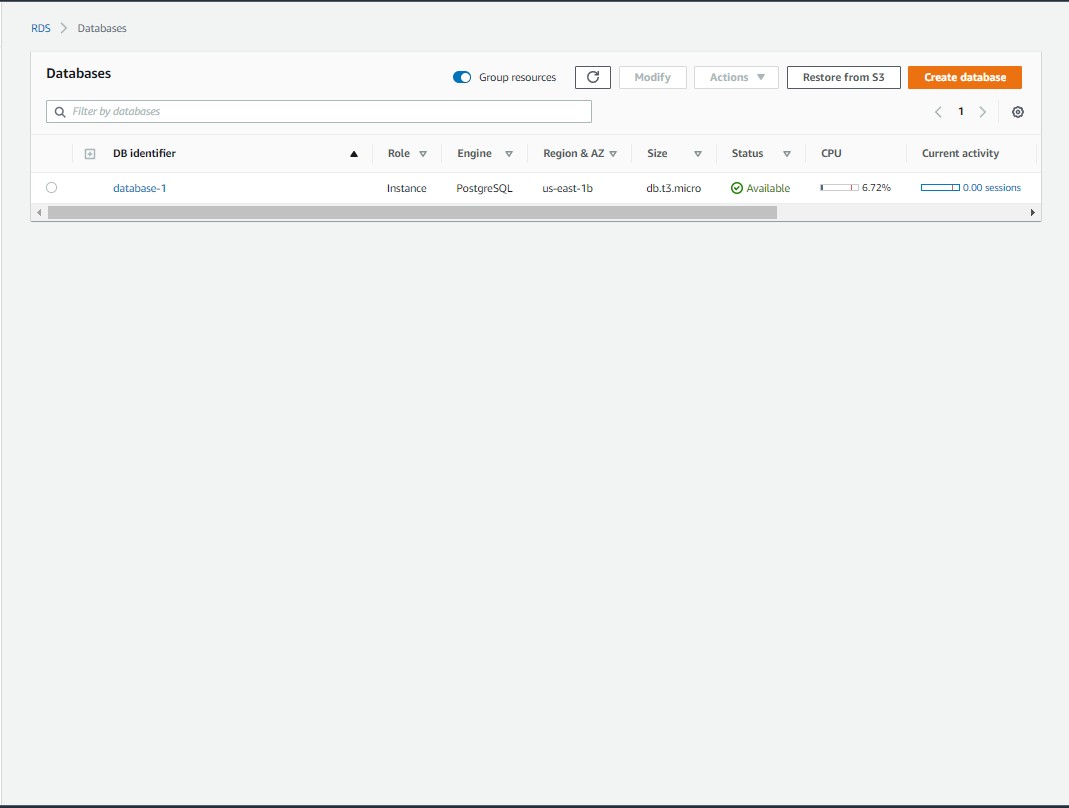 RDS > Databases
Databases
Group resources
Modify
Actions
Restore from S3
Create database
Filter by databases
1
DB identifier Role Engine Region & AZ Size Status CPU Current activity
database-1 Instance PostgreSQL us-east-1b db.t3.micro Available 6.72% 0.00 sessions